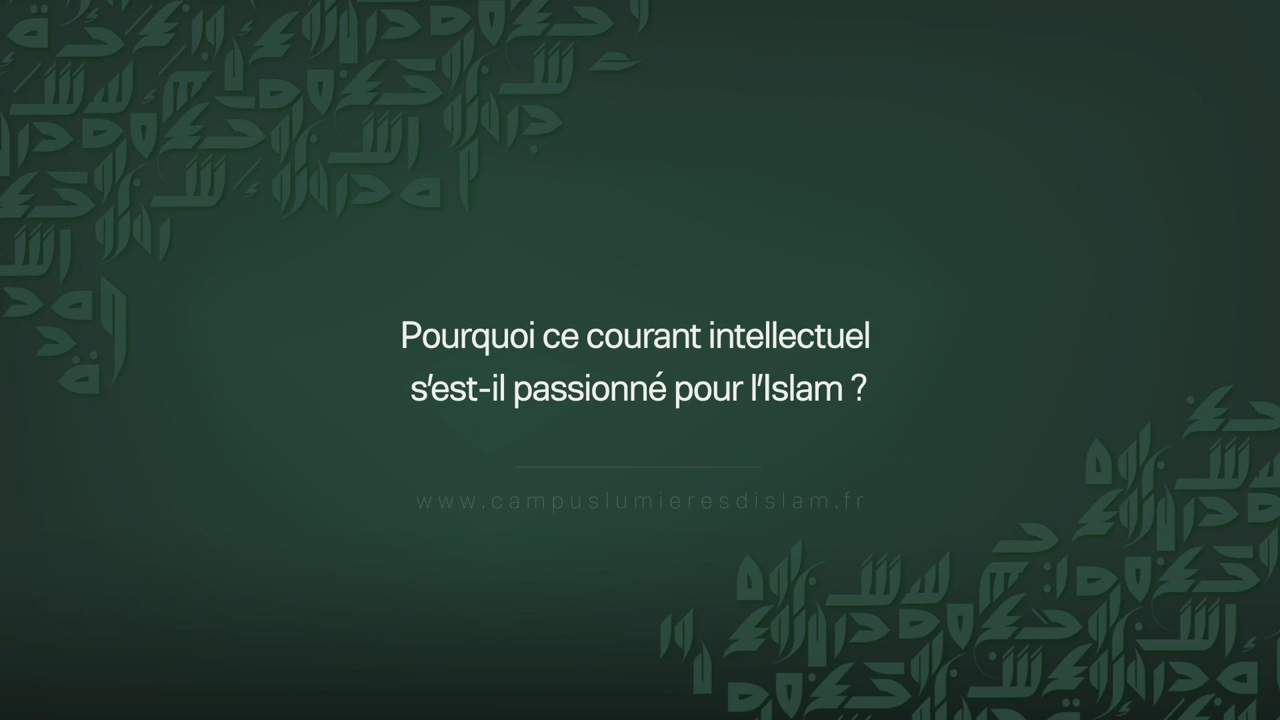 Pourquoi ce courant intellectuel
s'est-il passionné pour l'Islam ?
www.campuslumieresdislam.fr